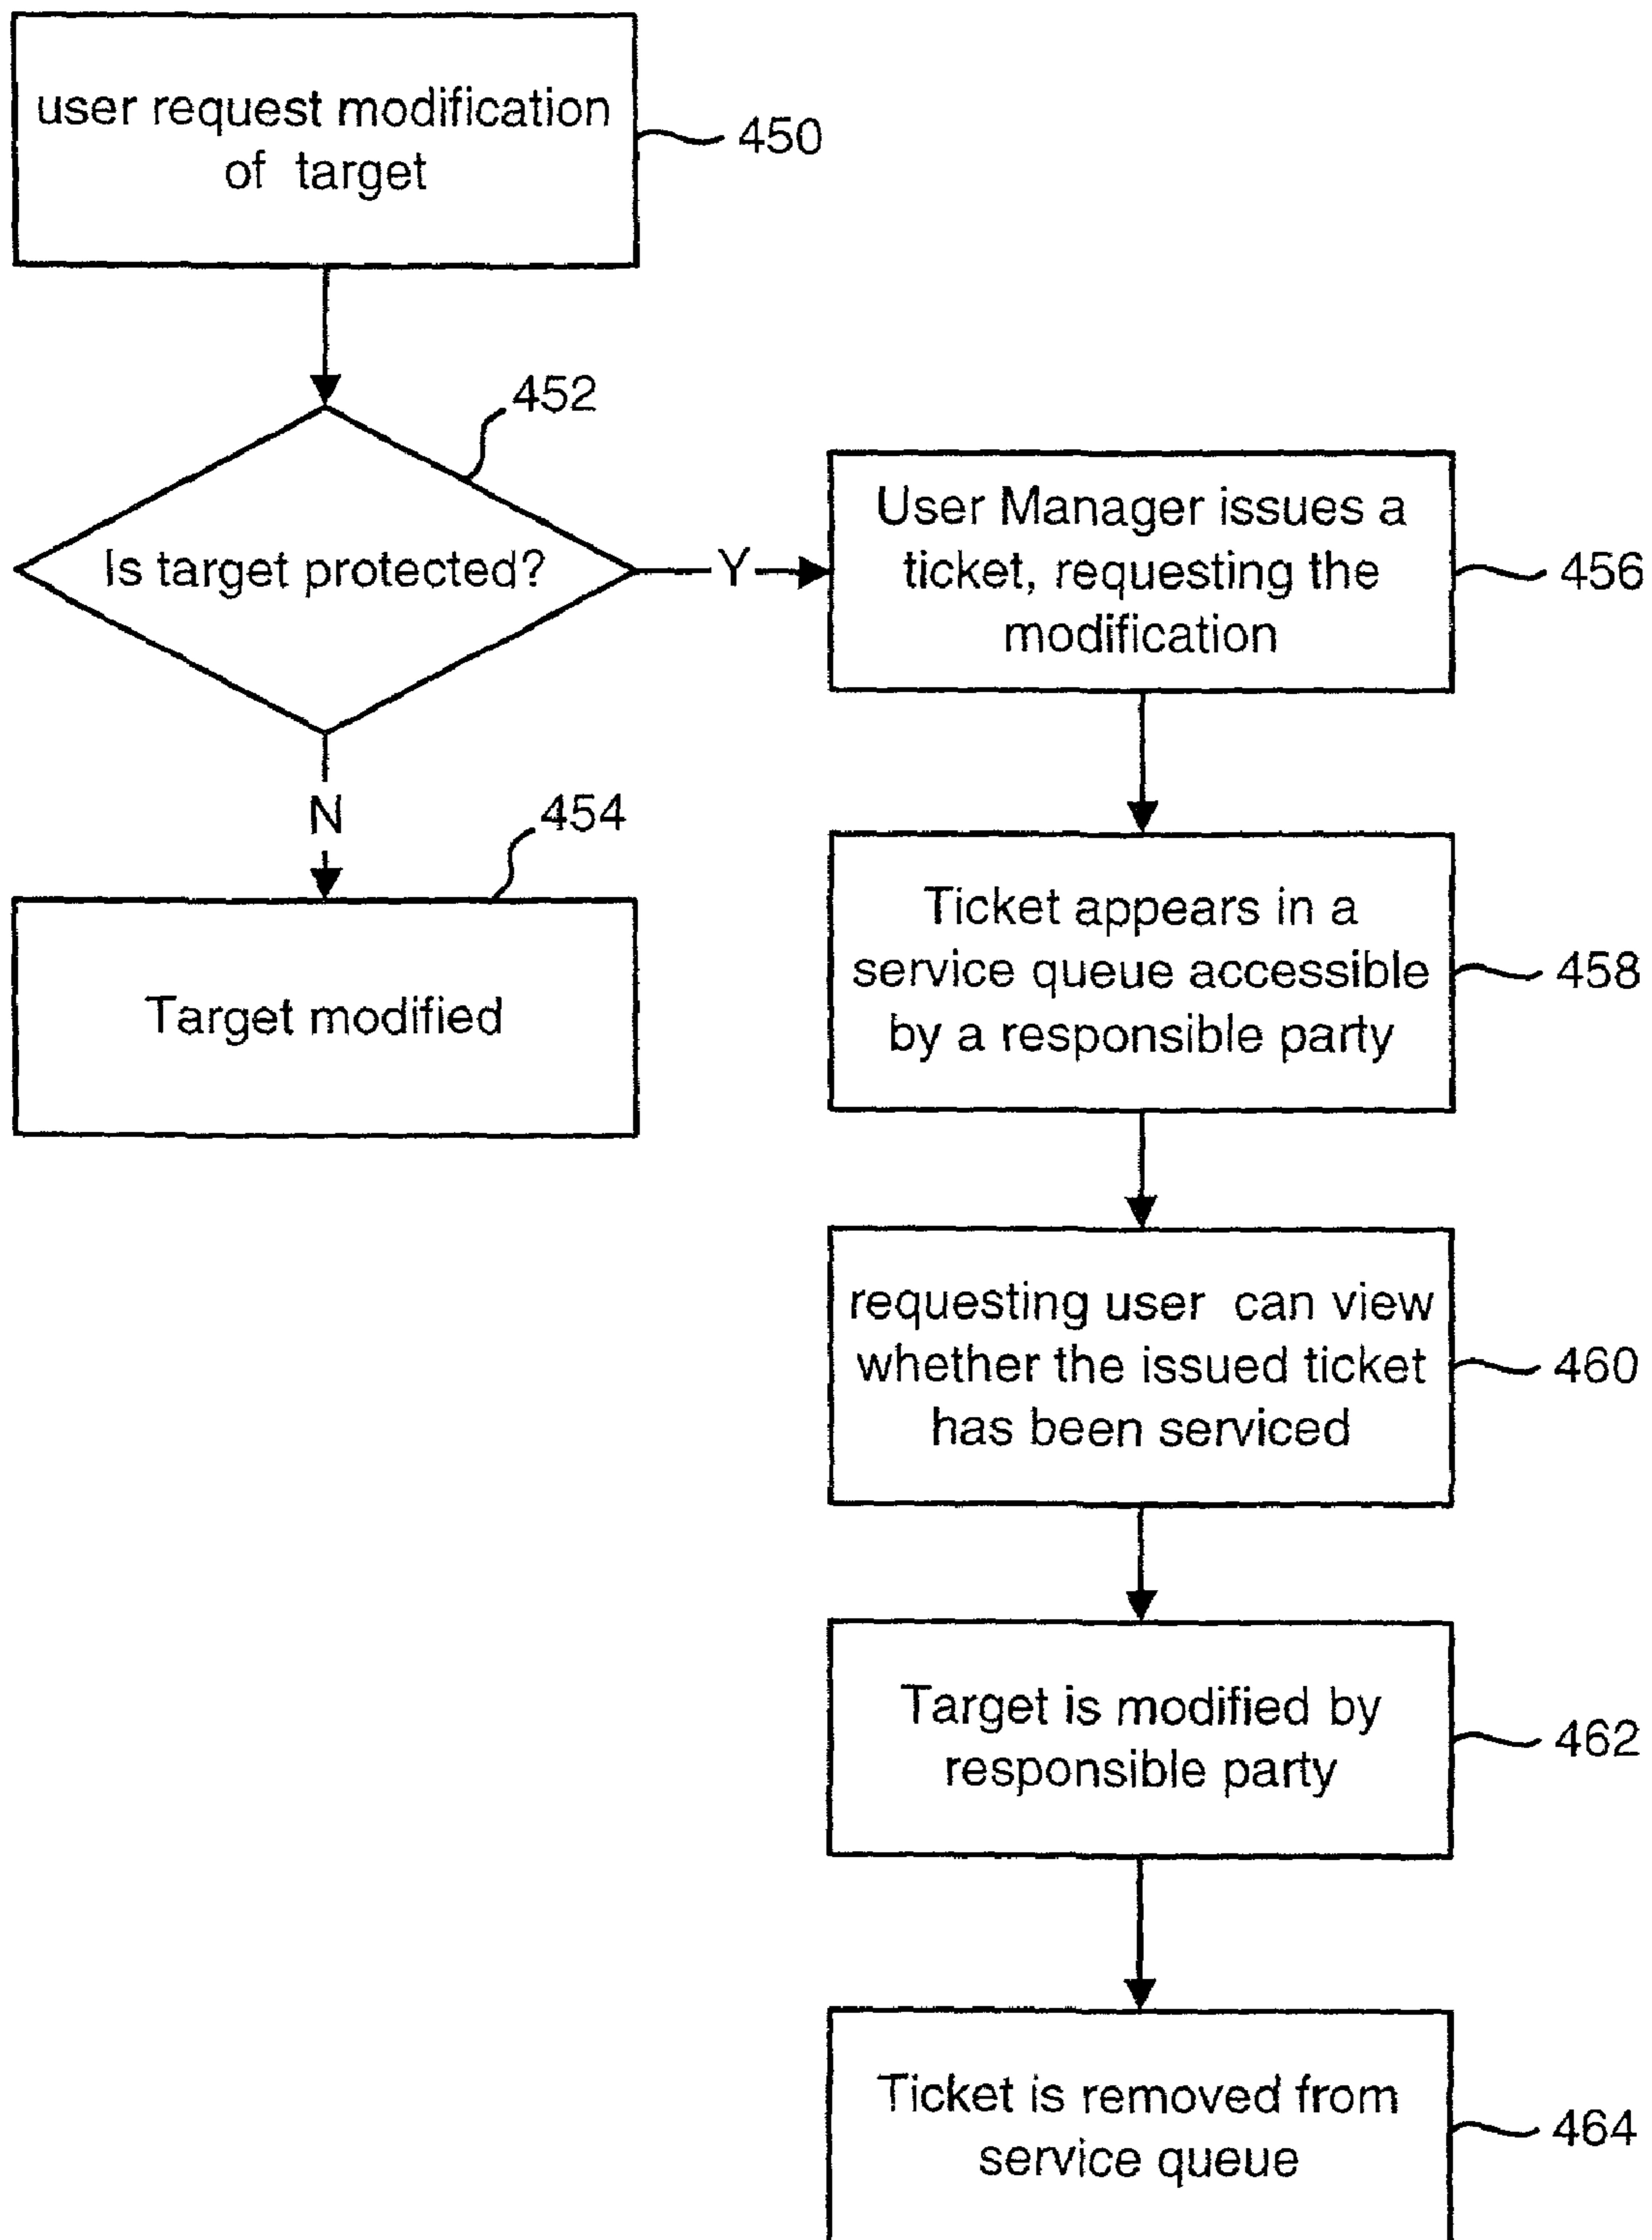 user request modification
of target
450
452
Is target protected?
Y
N
454
Target modified
User Manager issues a
ticket, requesting the
modification
456
Ticket appears in a
service queue accessible
by a responsible party
458
requesting user can view
whether the issued ticket
has been serviced
460
Target is modified by
responsible party
462
Ticket is removed from
service queue
464